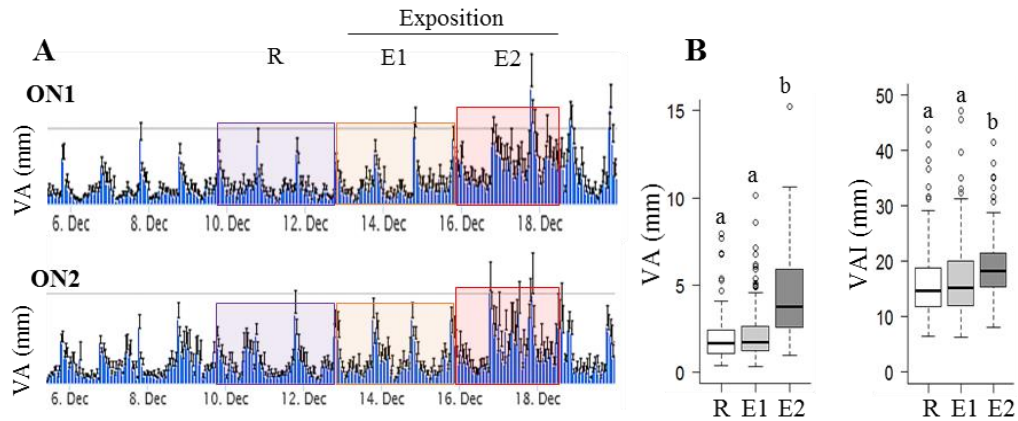 Exposition
A
R
E1
E2
ON1
VA (mm)
6. Dec 8. Dec 10. Dec 12. Dec 14. Dec 16. Dec 18. Dec
ON2
VA (mm)
6. Dec 8. Dec 10. Dec 12. Dec 14. Dec 16. Dec 18. Dec
B
VA (mm)
15
10
5
0
a
a
b
R E1 E2
VAI (mm)
50
40
30
20
10
0
a
a
b
R E1 E2